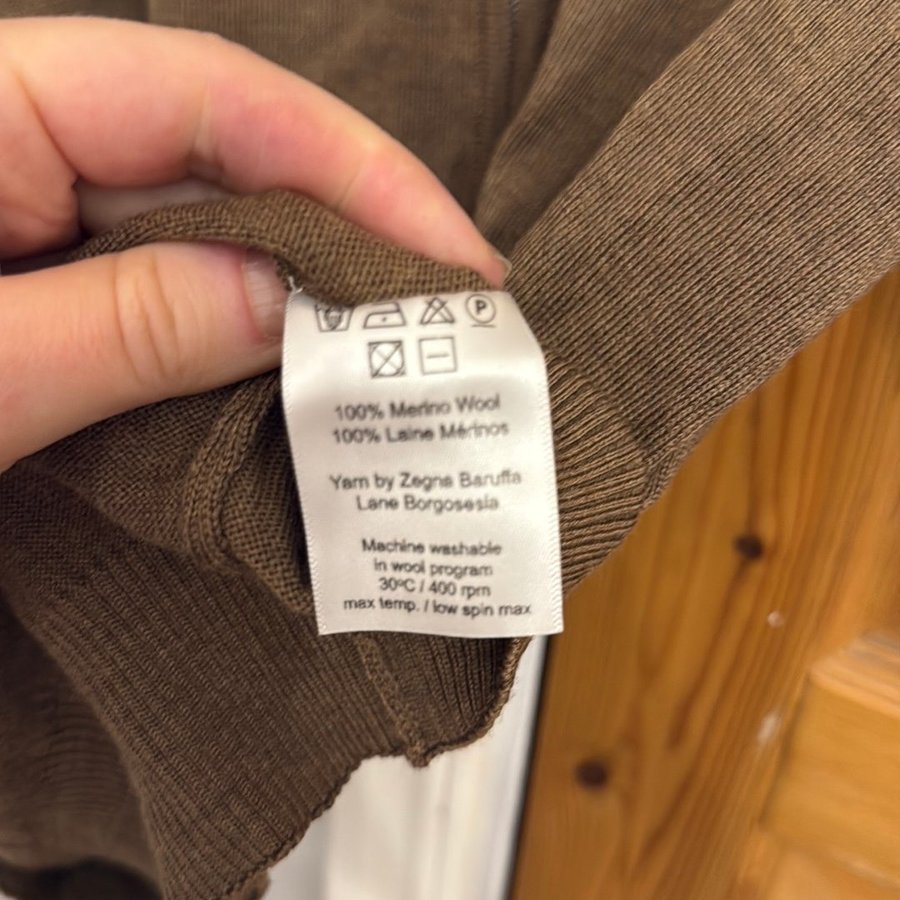 P
100% Merino Wool
100% Laine Mérinos
Yarn by Zegna Baruffa
Lane Borgosesia
Machine washable
in wool program
30ºC / 400 rpm
max temp. / low spin max